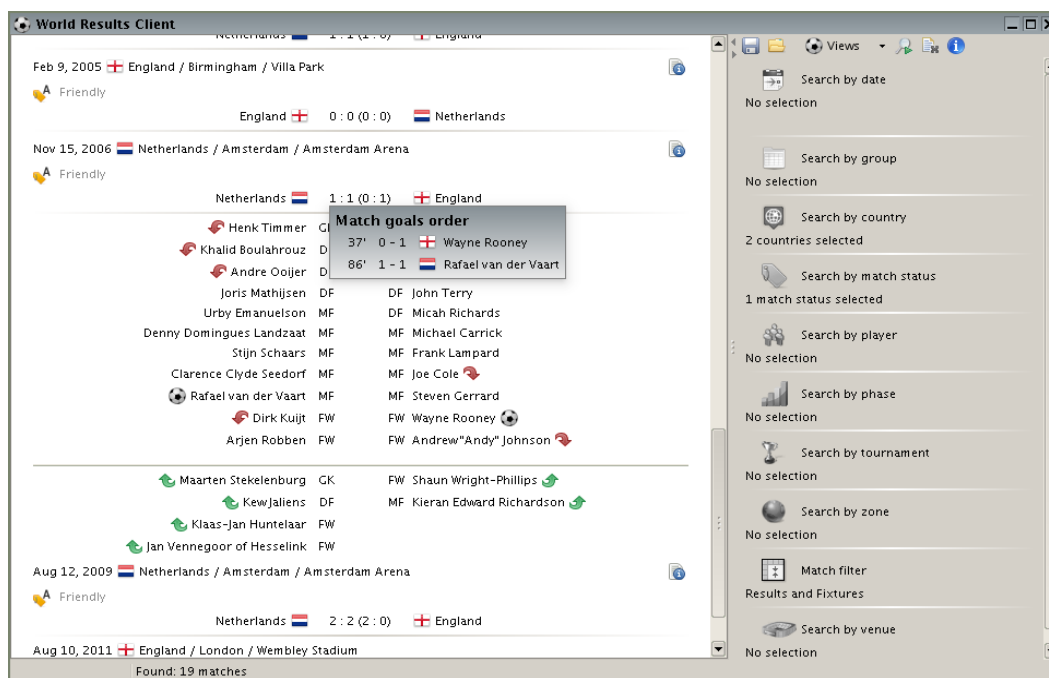 World Results Client
Netherlands 1 : 1 (1 : 0) England
Feb 9, 2005 England / Birmingham / Villa Park
A Friendly
England 0 : 0 (0 : 0) Netherlands
Nov 15, 2006 Netherlands / Amsterdam / Amsterdam Arena
A Friendly
Netherlands 1 : 1 (0 : 1) England
Match goals order
37' 0 - 1 Wayne Rooney
86' 1 - 1 Rafael van der Vaart
Henk Timmer
Khalid Boulahrouz
Andre Ooijer
Joris Mathijsen DF DF John Terry
Urby Emanuelson MF DF Micah Richards
Denny Domingues Landzaat MF MF Michael Carrick
Stijn Schaars MF MF Frank Lampard
Clarence Clyde Seedorf MF MF Joe Cole
Rafael van der Vaart MF MF Steven Gerrard
Dirk Kuijt FW FW Wayne Rooney
Arjen Robben FW FW Andrew"Andy" Johnson
Maarten Stekelenburg GK FW Shaun Wright-Phillips
Kew Jaliens DF MF Kieran Edward Richardson
Klaas-Jan Huntelaar FW
Jan Vennegoor of Hesselink FW
Aug 12, 2009 Netherlands / Amsterdam / Amsterdam Arena
A Friendly
Netherlands 2 : 2 (2 : 0) England
Aug 10, 2011 England / London / Wembley Stadium
Found: 19 matches
Views
Search by date
No selection
Search by group
No selection
Search by country
2 countries selected
Search by match status
1 match status selected
Search by player
No selection
Search by phase
No selection
Search by tournament
No selection
Search by zone
No selection
Match filter
Results and Fixtures
Search by venue
No selection